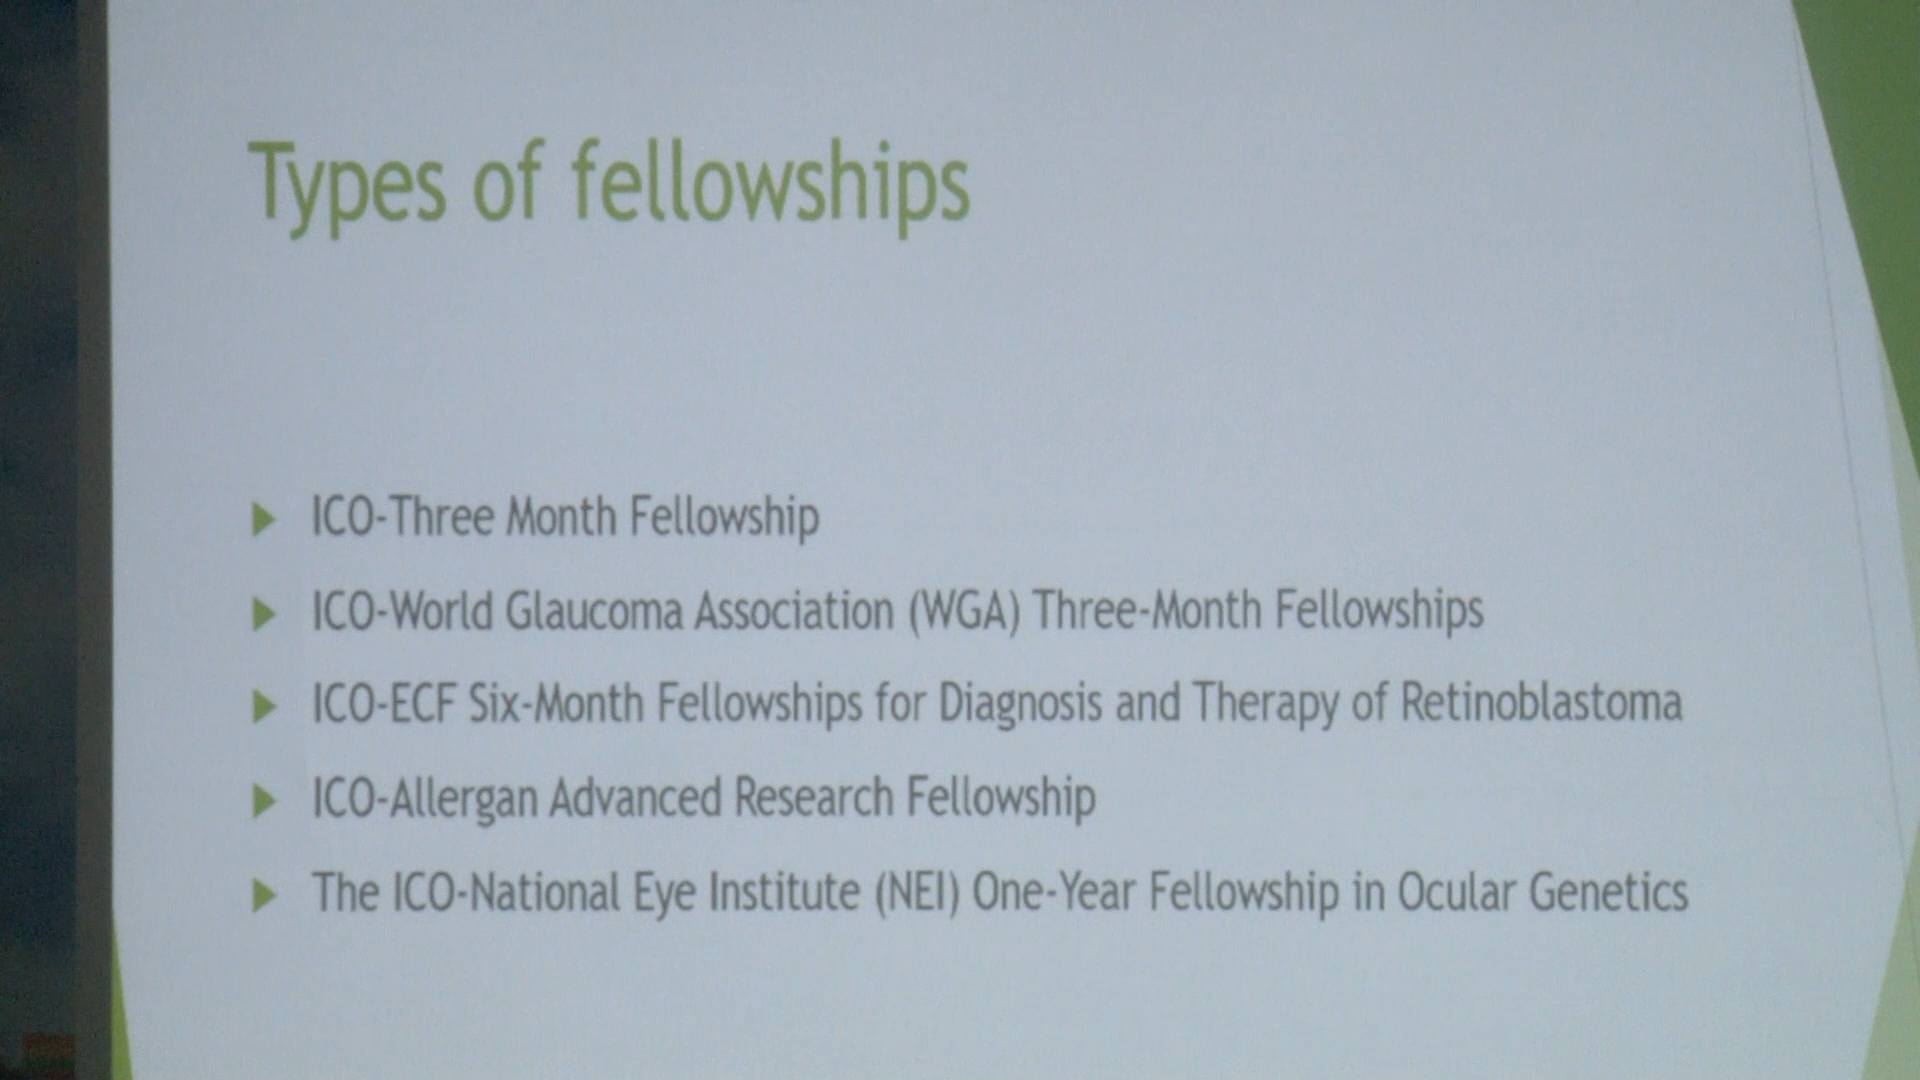 Types of fellowships
ICO-Three Month Fellowship
ICO-World Glaucoma Association (WGA) Three-Month Fellowships
ICO-ECF Six-Month Fellowships for Diagnosis and Therapy of Retinoblastoma
ICO-Allergan Advanced Research Fellowship
The ICO-National Eye Institute (NEI) One-Year Fellowship in Ocular Genetics